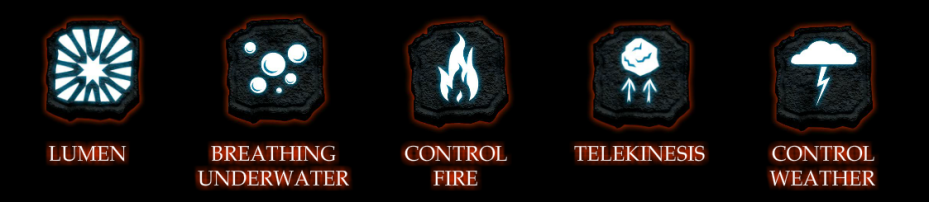 LUMEN
BREATHING
UNDERWATER
CONTROL
FIRE
TELEKINESIS
CONTROL
WEATHER